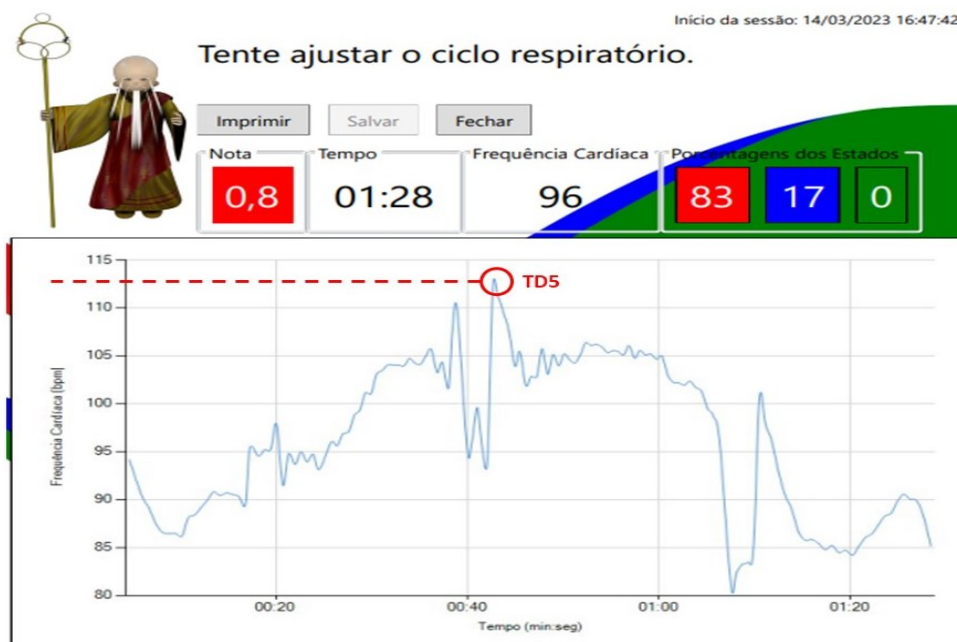 Início da sessão: 14/03/2023 16:47:42
Tente ajustar o ciclo respiratório.
Imprimir Salvar Fechar
Nota Tempo Frequência Cardíaca Porcentagens dos Estados
0,8 01:28 96 83 17 0
115
TD5
110
105
100
95
90
85
80
Frequência Cardíaca (bpm)
00:20 00:40 01:00 01:20
Tempo (min:seg)